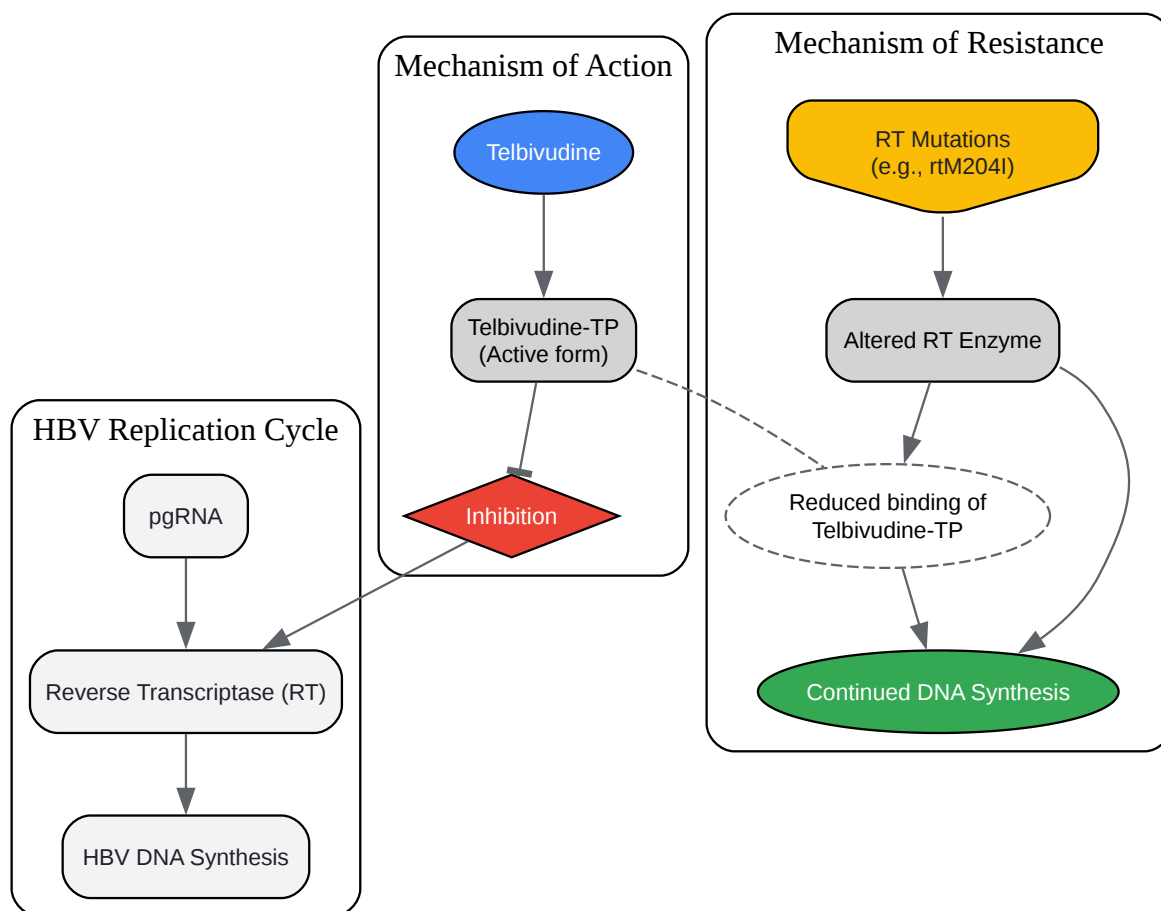 Mechanism of Action
Telbivudine
Telbivudine-TP
(Active form)
Inhibition
Mechanism of Resistance
RT Mutations
(e.g., rtM204I)
Altered RT Enzyme
Reduced binding of
Telbivudine-TP
Continued DNA Synthesis
HBV Replication Cycle
pgRNA
Reverse Transcriptase (RT)
HBV DNA Synthesis